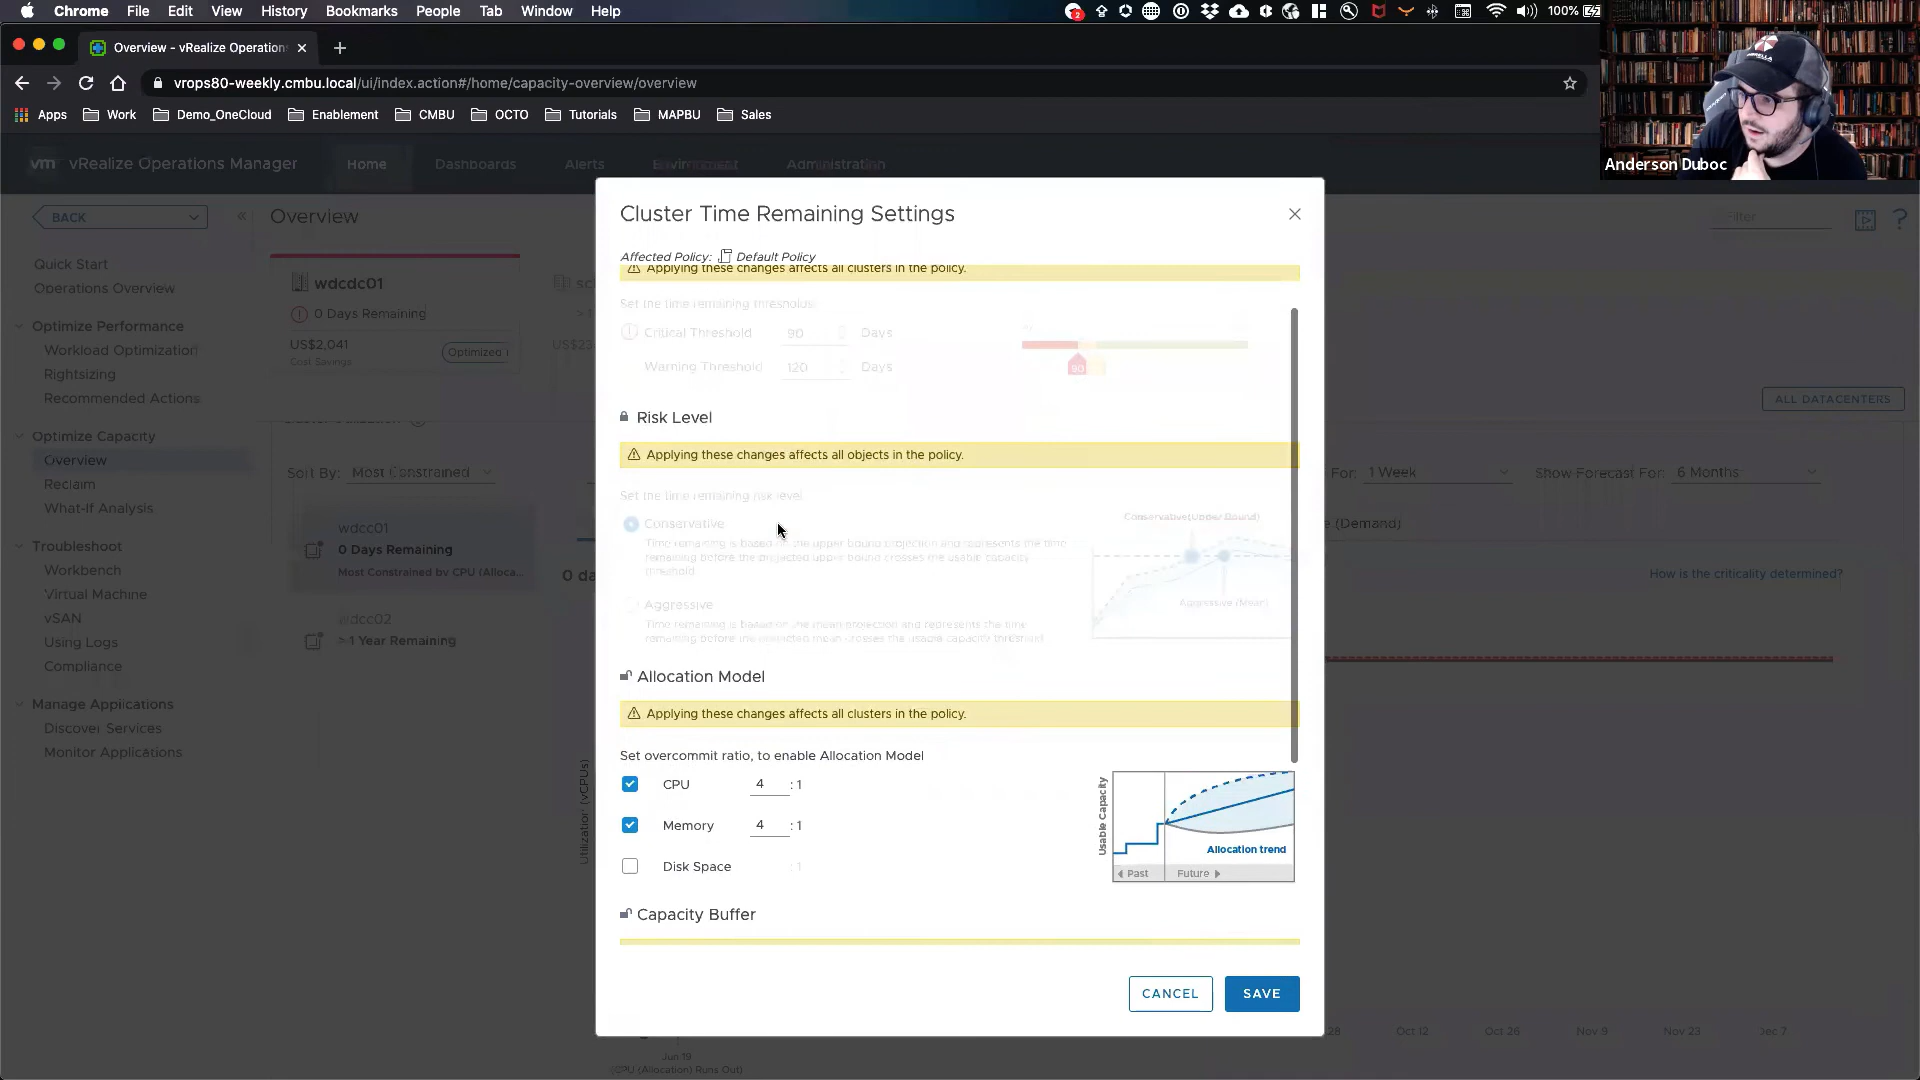 Chrome File Edit View History Bookmarks People Tab Window Help
2
100%
Overview - vRealize Operations
vrops80-weekly.cmbu.local/ui/index.action#/home/capacity-overview/overview
Apps Work Demo_OneCloud Enablement CMBU OCTO Tutorials MAPBU Sales
Anderson Duboc
vm vRealize Operations Manager Home Dashboards Alerts Environment Administration
BACK
Overview
Filter
Quick Start
Operations Overview
Optimize Performance
Workload Optimization
Rightsizing
Recommended Actions
Optimize Capacity
Overview
Reclaim
What-If Analysis
Troubleshoot
Workbench
Virtual Machine
vSAN
Using Logs
Compliance
Manage Applications
Discover Services
Monitor Applications
wdcdc01
0 Days Remaining
US$2,041
Cost Savings
Optimized
ALL DATACENTERS
Sort By: Most Constrained
For: 1 Week
Show Forecast For: 6 Months
wdcc01
0 Days Remaining
Most Constrained by CPU (Alloca...
wdcc02
> 1 Year Remaining
(Demand)
How is the criticality determined?
Utilization: (vCPUs)
Cluster Time Remaining Settings
Affected Policy: Default Policy
Applying these changes affects all clusters in the policy.
Set the time remaining thresholds:
Critical Threshold 90 Days
Warning Threshold 120 Days
90
Risk Level
Applying these changes affects all objects in the policy.
Set the time remaining risk level
Conservative
Time remaining is based on the upper bound projection and represents the time
remaining before the projected upper bound crosses the usable capacity
threshold.
Conservative(Upper Bound)
Aggressive (Mean)
Aggressive
Time remaining is based on the mean projection and represents the time
remaining before the projected mean crosses the usable capacity threshold.
Allocation Model
Applying these changes affects all clusters in the policy.
Set overcommit ratio, to enable Allocation Model
CPU 4 : 1
Memory 4 : 1
Disk Space : 1
Usable Capacity
Allocation trend
Past Future
Capacity Buffer
CANCEL SAVE
28 Oct 12 Oct 26 Nov 9 Nov 23 Dec 7
Jun 19
(CPU (Allocation) Runs Out)